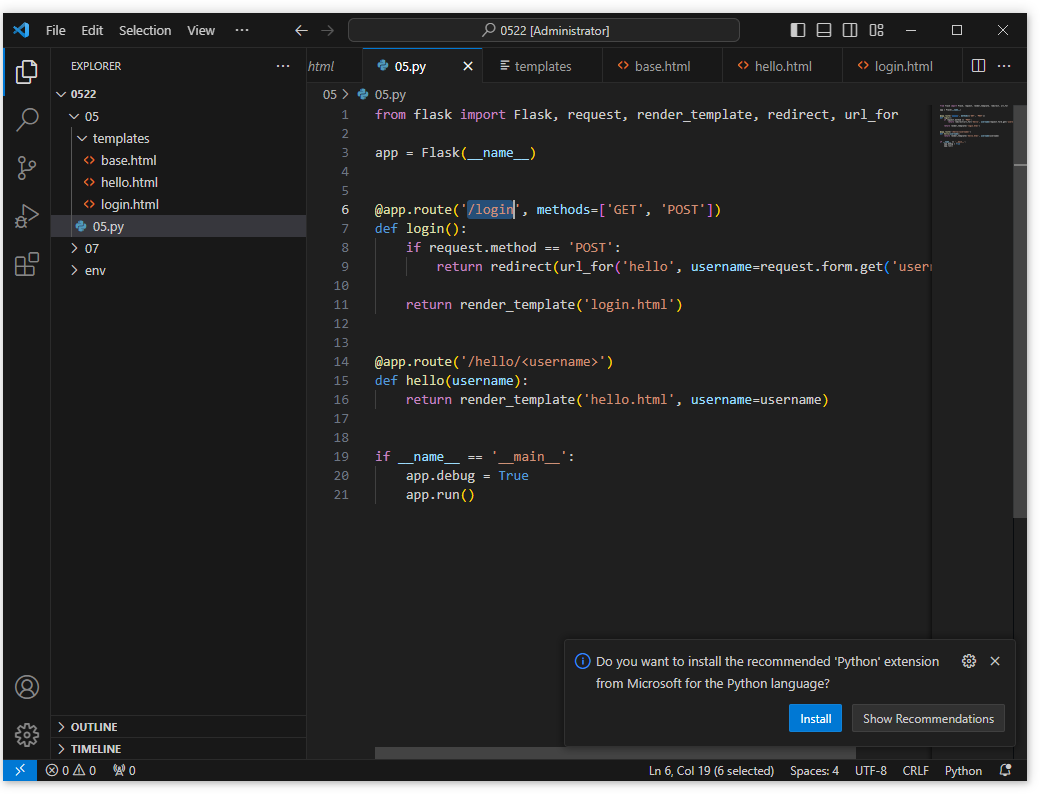 File Edit Selection View ··· 0522 [Administrator]
EXPLORER ···
0522
05
templates
base.html
hello.html
login.html
05.py
07
env
OUTLINE
TIMELINE
html 05.py templates base.html hello.html login.html ···
05 > 05.py
1 from flask import Flask, request, render_template, redirect, url_for
2
3 app = Flask(__name__)
4
5
6 @app.route('/login', methods=['GET', 'POST'])
7 def login():
8 if request.method == 'POST':
9 return redirect(url_for('hello', username=request.form.get('user
10
11 return render_template('login.html')
12
13
14 @app.route('/hello/<username>')
15 def hello(username):
16 return render_template('hello.html', username=username)
17
18
19 if __name__ == '__main__':
20 app.debug = True
21 app.run()
Do you want to install the recommended 'Python' extension
from Microsoft for the Python language?
Install Show Recommendations
0 0 0 Ln 6, Col 19 (6 selected) Spaces: 4 UTF-8 CRLF Python